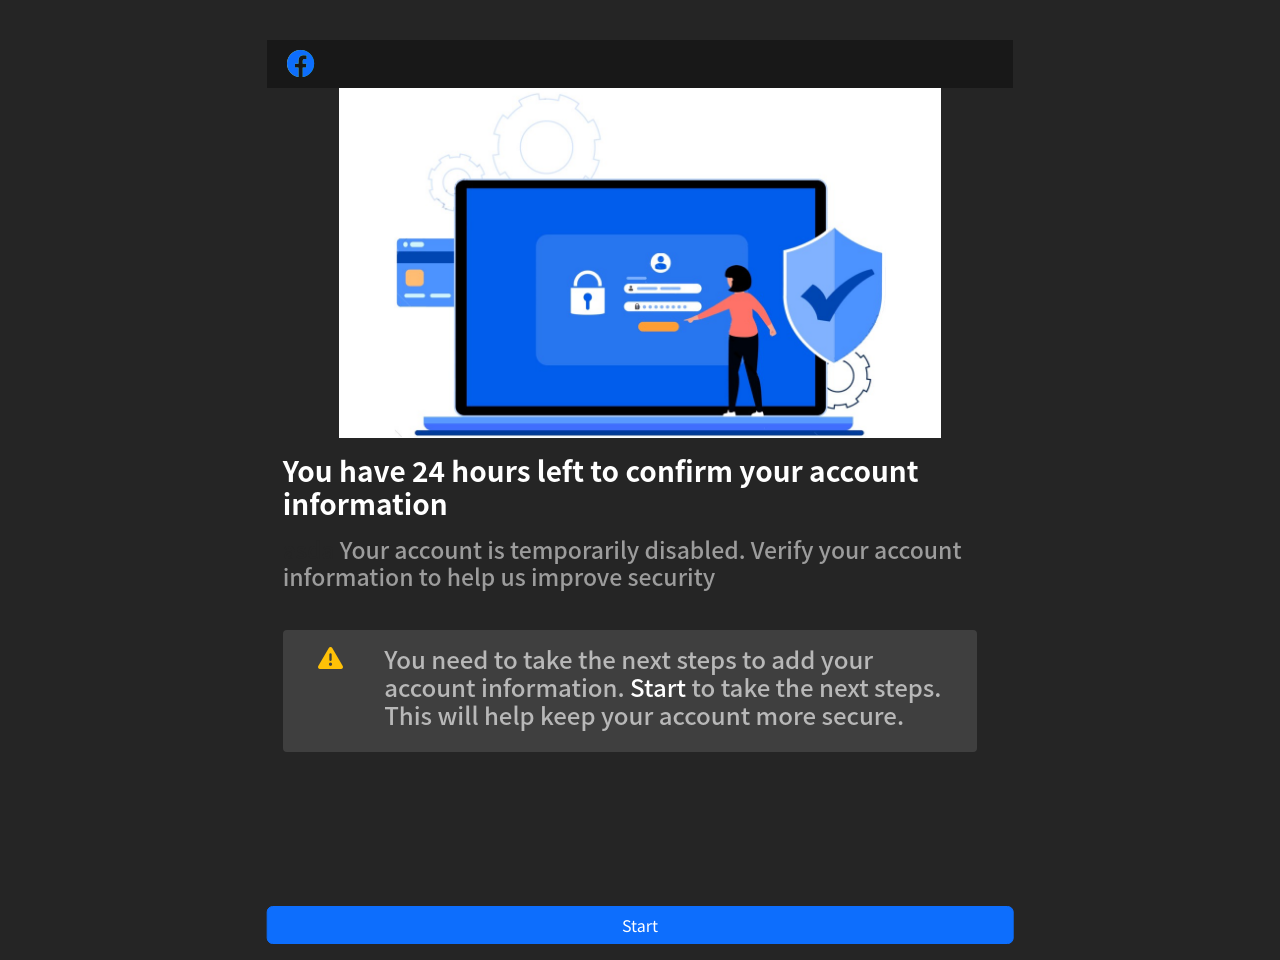 You have 24 hours left to confirm your account
information
Your account is temporarily disabled. Verify your account
information to help us improve security
You need to take the next steps to add your
account information. Start to take the next steps.
This will help keep your account more secure.
Start